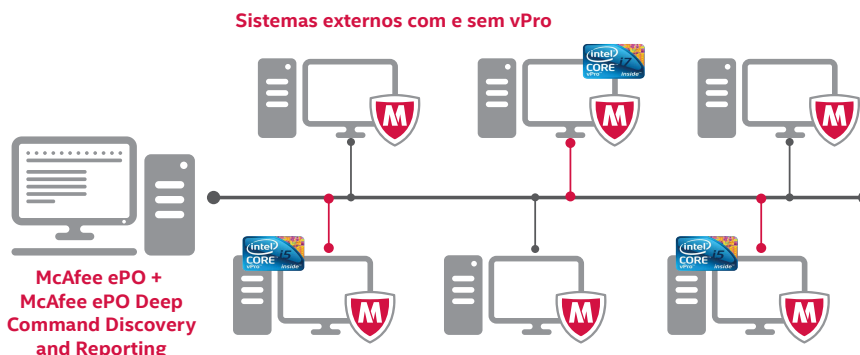 Sistemas externos com e sem vPro
intel
CORE i7
vPro inside
McAfee ePO +
McAfee ePO Deep
Command Discovery
and Reporting
intel
CORE i5
vPro inside
intel
CORE i5
vPro inside